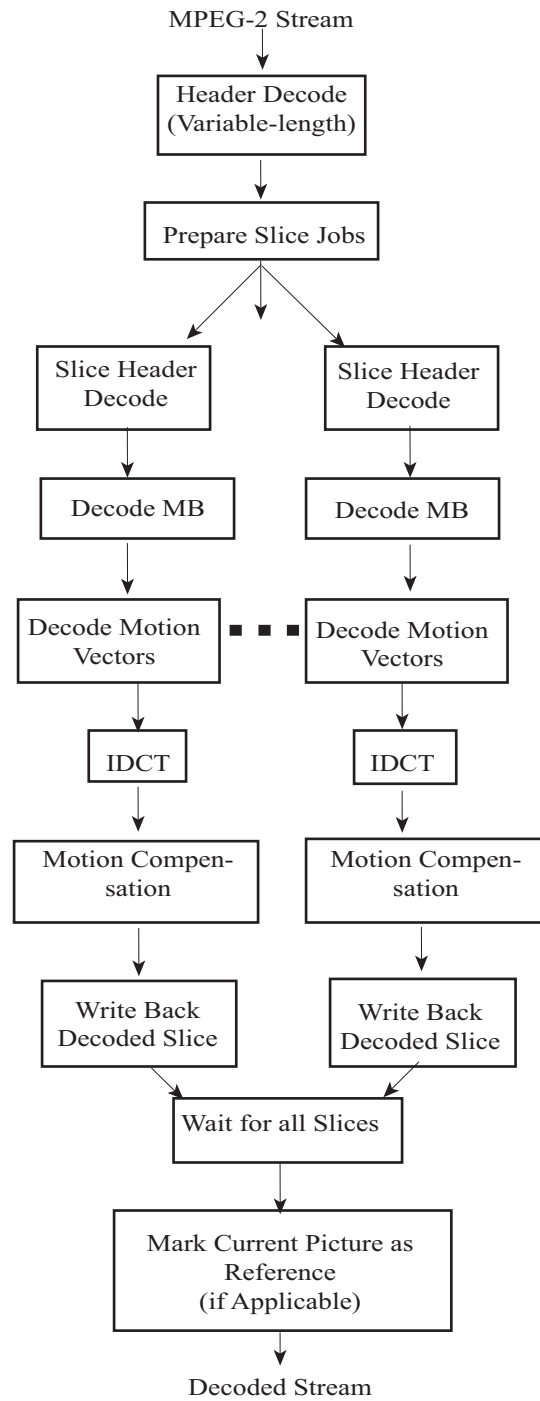 MPEG-2 Stream
Header Decode
(Variable-length)
Prepare Slice Jobs
Slice Header
Decode
Decode MB
Decode Motion
Vectors
IDCT
Motion Compen-
sation
Write Back
Decoded Slice
Slice Header
Decode
Decode MB
Decode Motion
Vectors
IDCT
Motion Compen-
sation
Write Back
Decoded Slice
Wait for all Slices
Mark Current Picture as
Reference
(if Applicable)
Decoded Stream